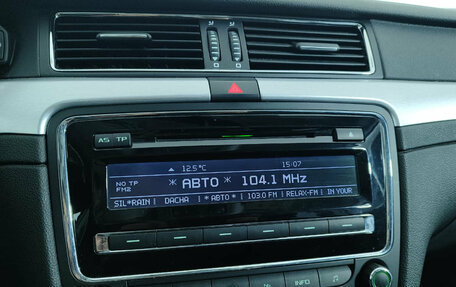 AS TP
▲ 12.5°C 15:07
NO TP
FM2
* АВТО * 104.1 MHz
SIL*RAIN | DACHA | * АВТО * | 103.0 FM | RELAX-FM | IN YOUR
INFO